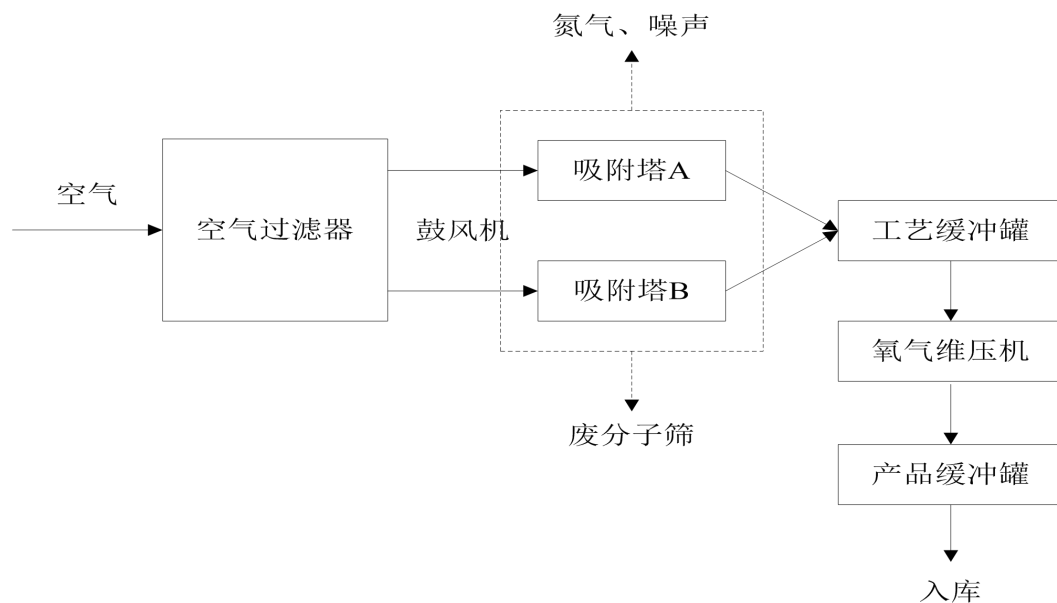 氮气、噪声
吸附塔A
空气
空气过滤器
鼓风机
工艺缓冲罐
吸附塔B
氧气维压机
废分子筛
产品缓冲罐
入库